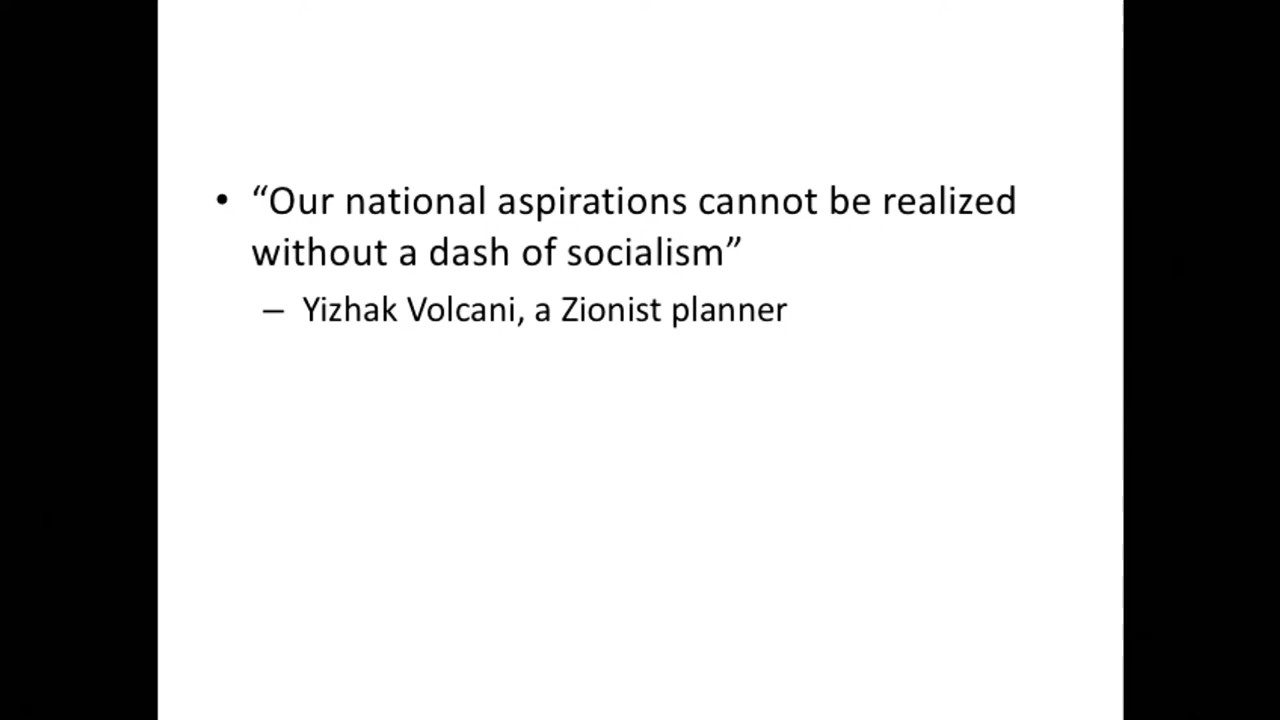 • “Our national aspirations cannot be realized
without a dash of socialism”
– Yizhak Volcani, a Zionist planner